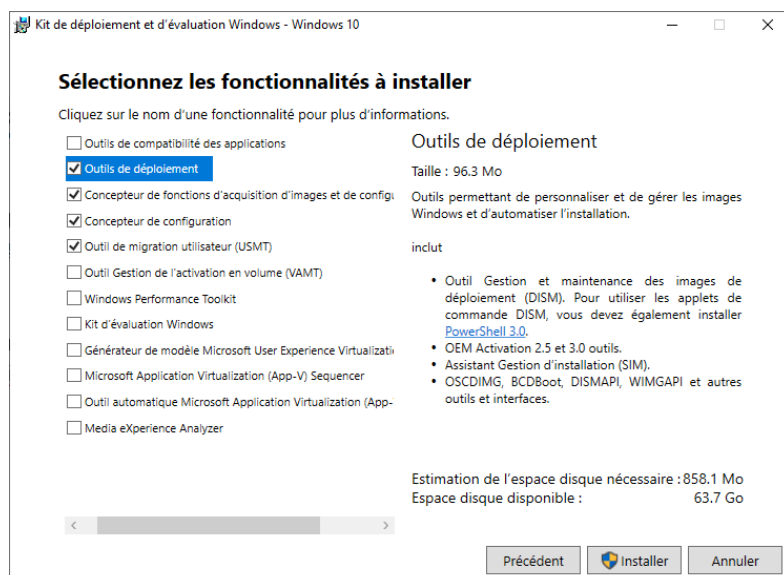 Kit de déploiement et d'évaluation Windows - Windows 10
Sélectionnez les fonctionnalités à installer
Cliquez sur le nom d'une fonctionnalité pour plus d'informations.
Outils de compatibilité des applications
Outils de déploiement
Concepteur de fonctions d'acquisition d'images et de configu
Concepteur de configuration
Outil de migration utilisateur (USMT)
Outil Gestion de l'activation en volume (VAMT)
Windows Performance Toolkit
Kit d'évaluation Windows
Générateur de modèle Microsoft User Experience Virtualizati
Microsoft Application Virtualization (App-V) Sequencer
Outil automatique Microsoft Application Virtualization (App-
Media eXperience Analyzer
Outils de déploiement
Taille : 96.3 Mo
Outils permettant de personnaliser et de gérer les images
Windows et d'automatiser l'installation.
inclut
• Outil Gestion et maintenance des images de
déploiement (DISM). Pour utiliser les applets de
commande DISM, vous devez également installer
PowerShell 3.0.
• OEM Activation 2.5 et 3.0 outils.
• Assistant Gestion d'installation (SIM).
• OSCDIMG, BCDBoot, DISMAPI, WIMGAPI et autres
outils et interfaces.
Estimation de l'espace disque nécessaire : 858.1 Mo
Espace disque disponible : 63.7 Go
Précédent
Installer
Annuler